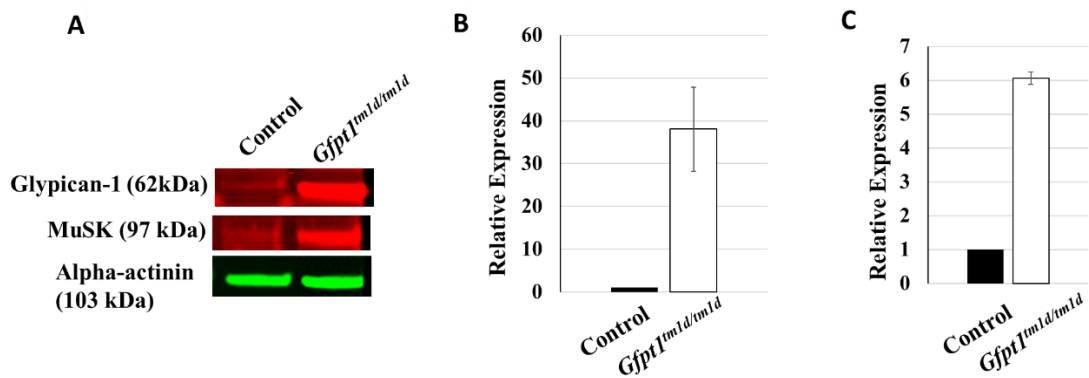 A
Control
Gfpt1tm1d/tm1d
Glypican-1 (62kDa)
MuSK (97 kDa)
Alpha-actinin
(103 kDa)
B
Relative Expression
60
50
40
30
20
10
0
Control
Gfpt1tm1d/tm1d
C
Relative Expression
7
6
5
4
3
2
1
0
Control
Gfpt1tm1d/tm1d